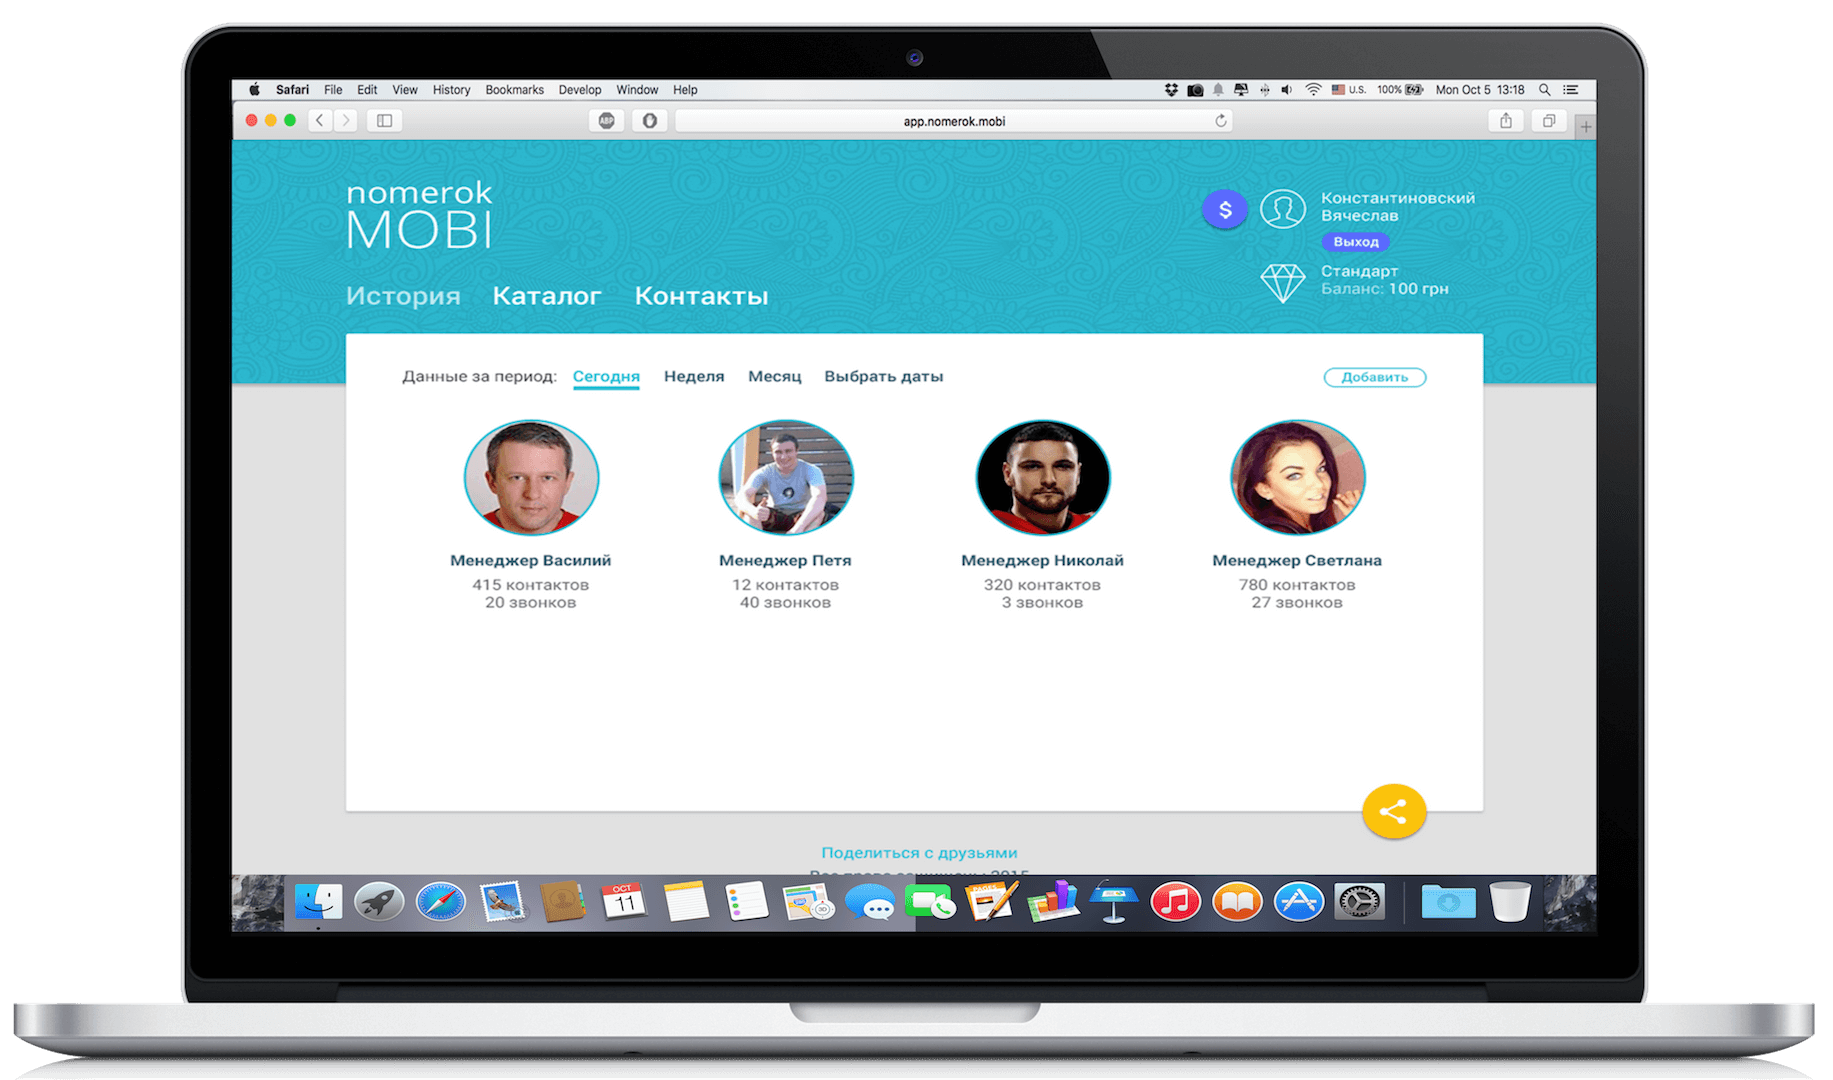 Safari File Edit View History Bookmarks Develop Window Help
U.S. 100% Mon Oct 5 13:18
ABP
app.nomerok.mobi
nomerok
MOBI
$
Константиновский
Вячеслав
Выход
Стандарт
Баланс: 100 грн
История Каталог Контакты
Данные за период: Сегодня Неделя Месяц Выбрать даты Добавить
Менеджер Василий
415 контактов
20 звонков
Менеджер Петя
12 контактов
40 звонков
Менеджер Николай
320 контактов
3 звонков
Менеджер Светлана
780 контактов
27 звонков
Поделиться с друзьями
OCT
11
PAGES